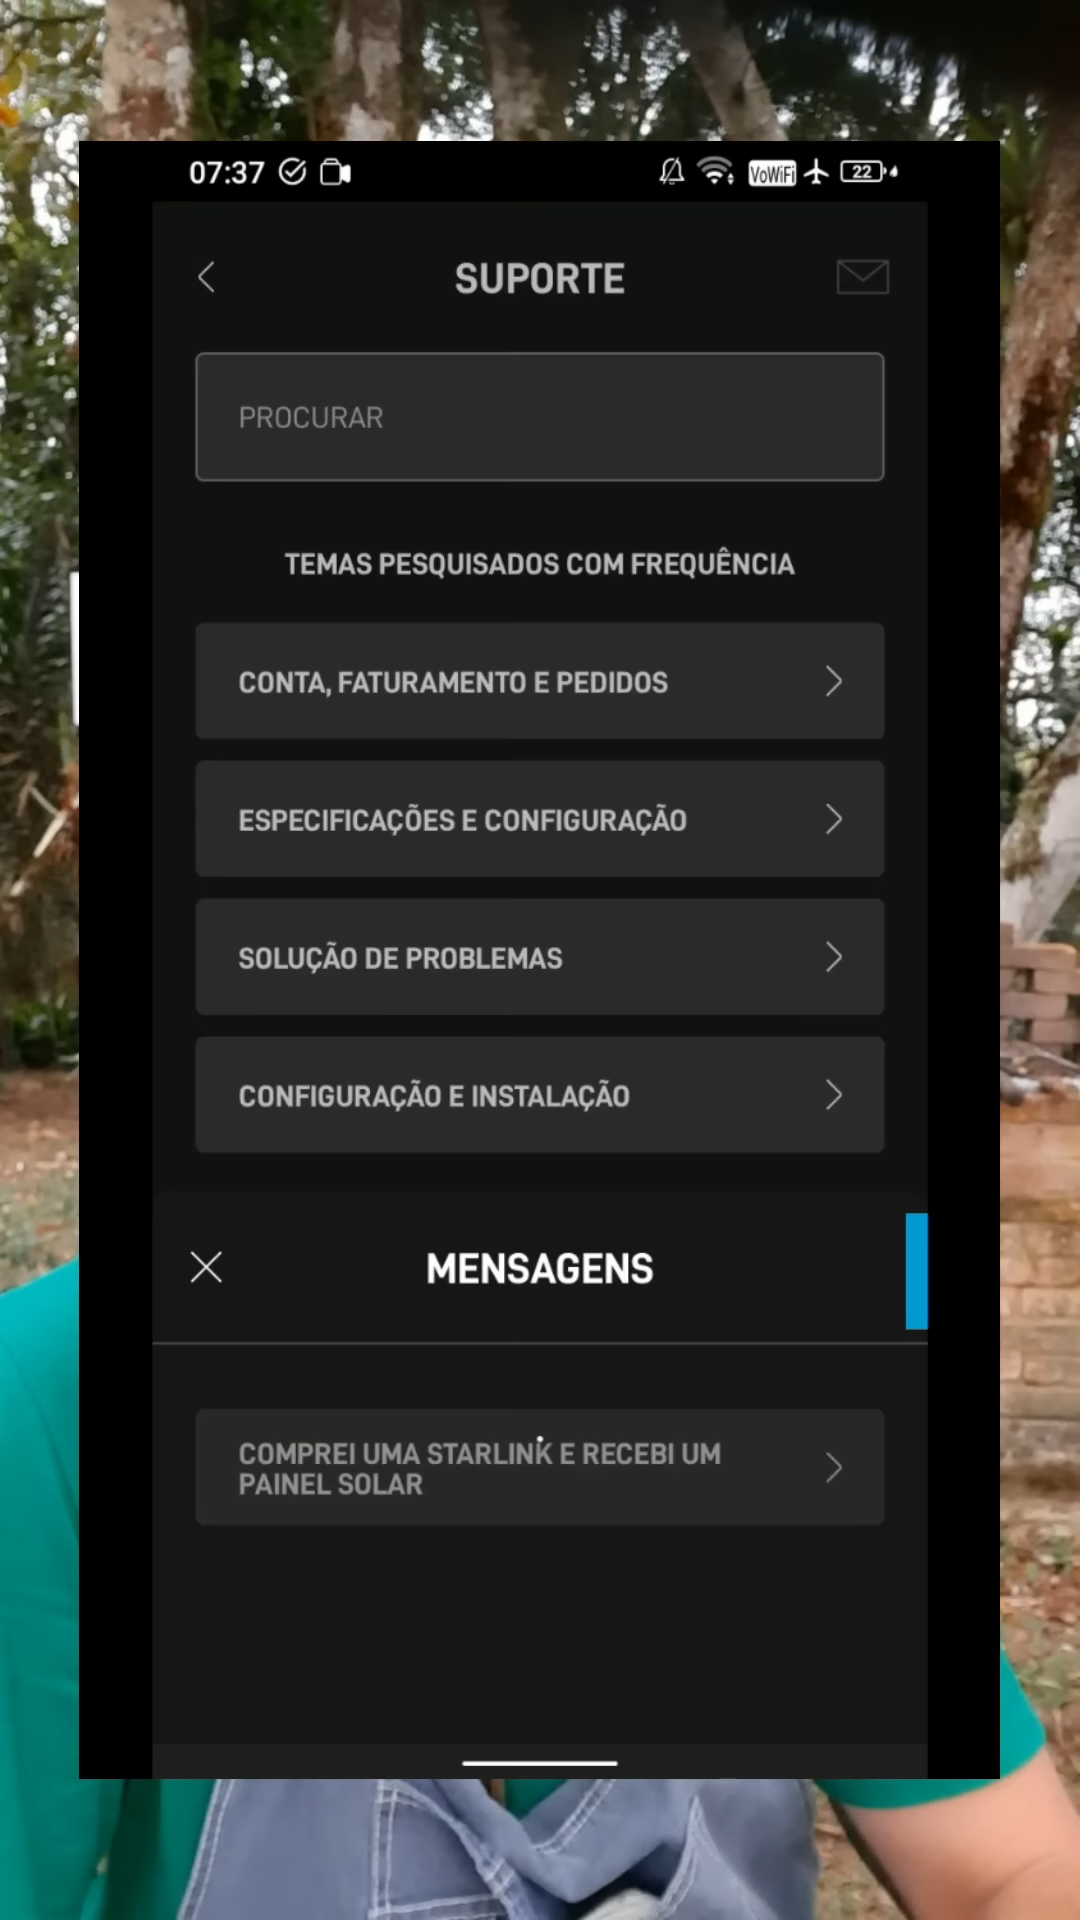 07:37
VoWiFi
22
SUPORTE
PROCURAR
TEMAS PESQUISADOS COM FREQUÊNCIA
CONTA, FATURAMENTO E PEDIDOS
ESPECIFICAÇÕES E CONFIGURAÇÃO
SOLUÇÃO DE PROBLEMAS
CONFIGURAÇÃO E INSTALAÇÃO
MENSAGENS
COMPREI UMA STARLINK E RECEBI UM
PAINEL SOLAR